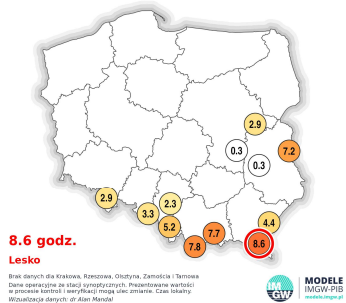 2.9
0.3
7.2
0.3
2.9
2.3
3.3
5.2
4.4
7.7
7.8
8.6
8.6 godz.
Lesko
Brak danych dla Krakowa, Rzeszowa, Olsztyna, Zamościa i Tarnowa
Dane operacyjne ze stacji synoptycznych. Prezentowane wartości
w procesie kontroli i weryfikacji mogą ulec zmianie. Czas lokalny.
Wizualizacja danych: dr Alan Mandal
IM
GW
MODELE
IMGW-PIB
modele.imgw.pl